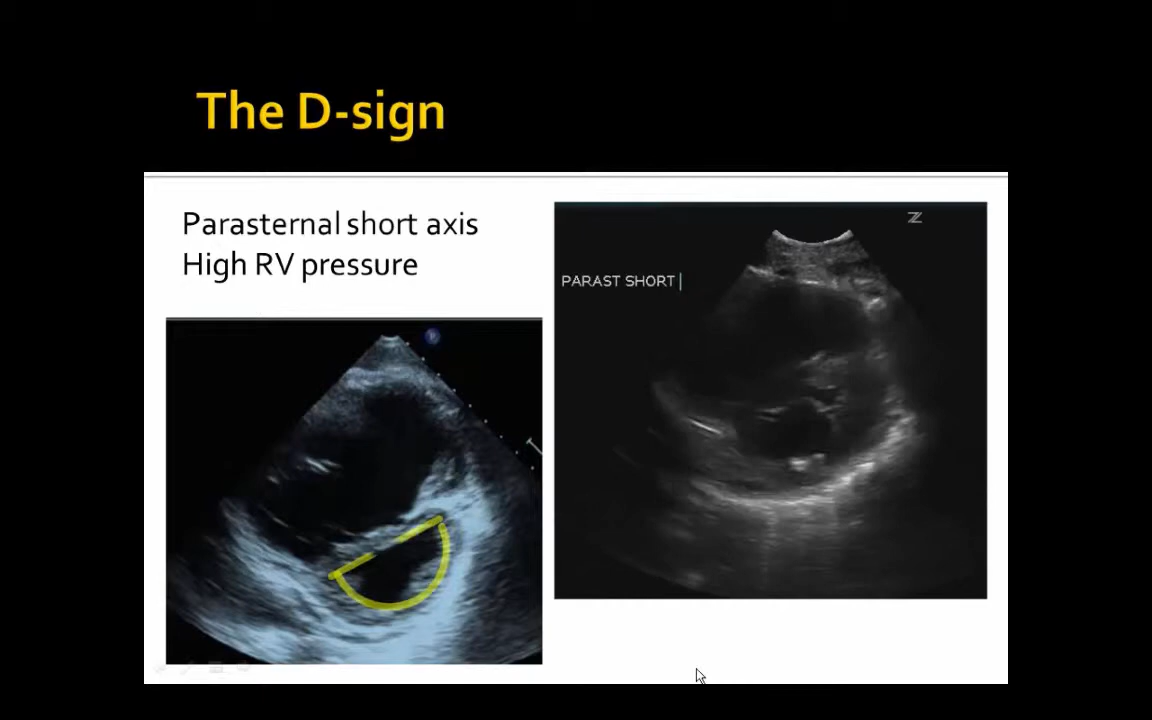 The D-sign
Parasternal short axis
High RV pressure
PARAST SHORT
Z